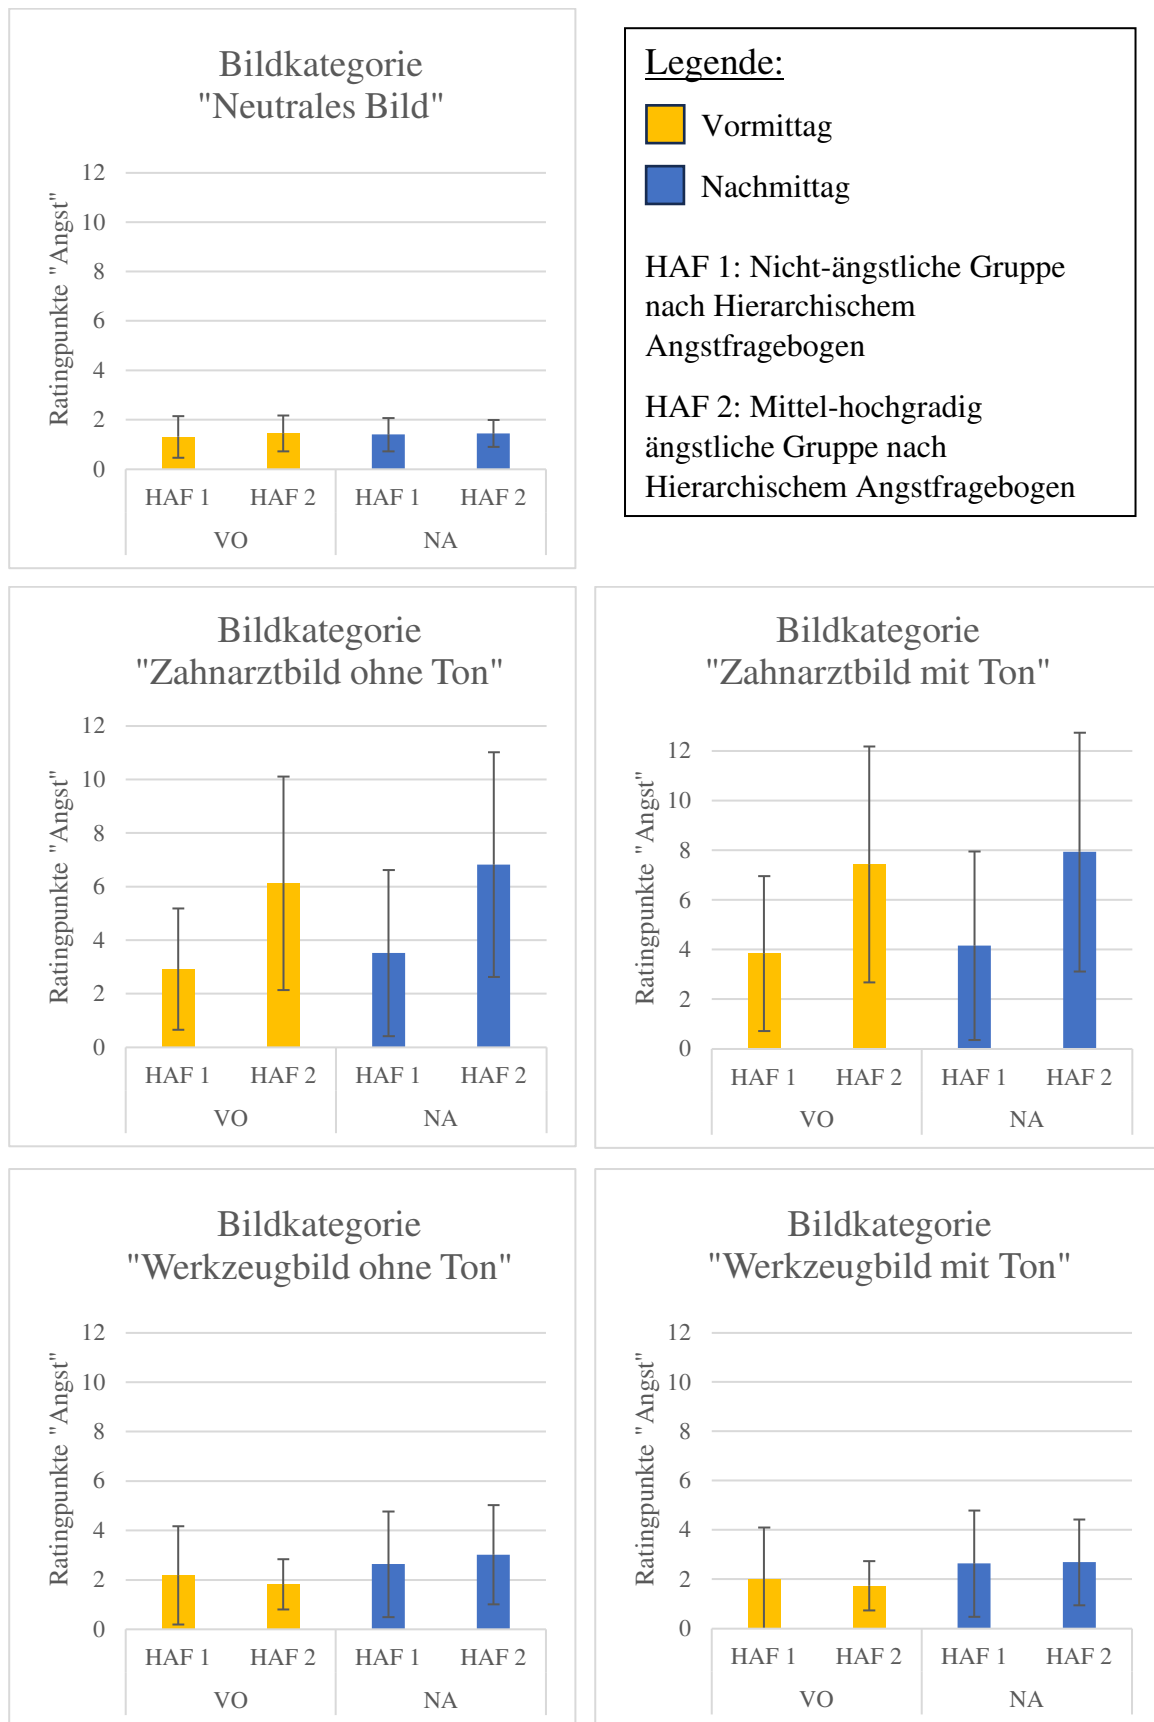 Bildkategorie
"Neutrales Bild"
Ratingpunkte "Angst"
12
10
8
6
4
2
0
HAF 1 HAF 2 HAF 1 HAF 2
VO NA
Legende:
Vormittag
Nachmittag
HAF 1: Nicht-ängstliche Gruppe
nach Hierarchischem
Angstfragebogen
HAF 2: Mittel-hochgradig
ängstliche Gruppe nach
Hierarchischem Angstfragebogen
Bildkategorie
"Zahnarztbild ohne Ton"
Ratingpunkte "Angst"
12
10
8
6
4
2
0
HAF 1 HAF 2 HAF 1 HAF 2
VO NA
Bildkategorie
"Zahnarztbild mit Ton"
Ratingpunkte "Angst"
12
10
8
6
4
2
0
HAF 1 HAF 2 HAF 1 HAF 2
VO NA
Bildkategorie
"Werkzeugbild ohne Ton"
Ratingpunkte "Angst"
12
10
8
6
4
2
0
HAF 1 HAF 2 HAF 1 HAF 2
VO NA
Bildkategorie
"Werkzeugbild mit Ton"
Ratingpunkte "Angst"
12
10
8
6
4
2
0
HAF 1 HAF 2 HAF 1 HAF 2
VO NA